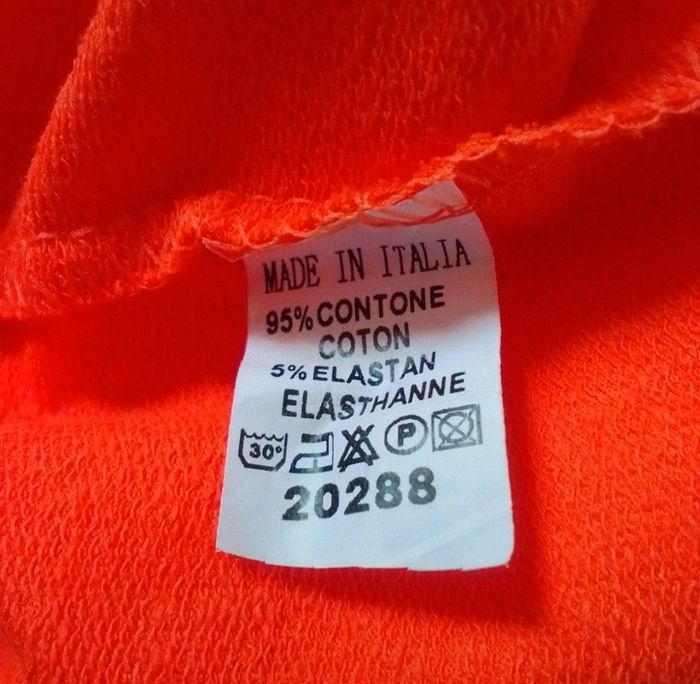 MADE IN ITALIA
95% CONTONE
COTON
5% ELASTAN
ELASTHANNE
30° P
20288